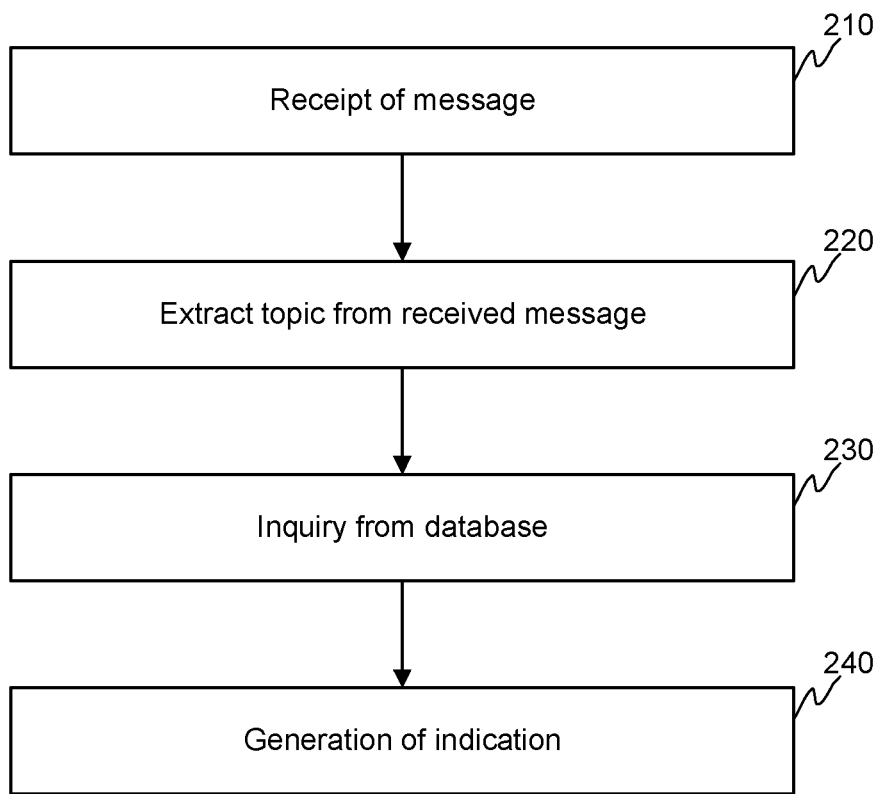 210
Receipt of message
220
Extract topic from received message
230
Inquiry from database
240
Generation of indication